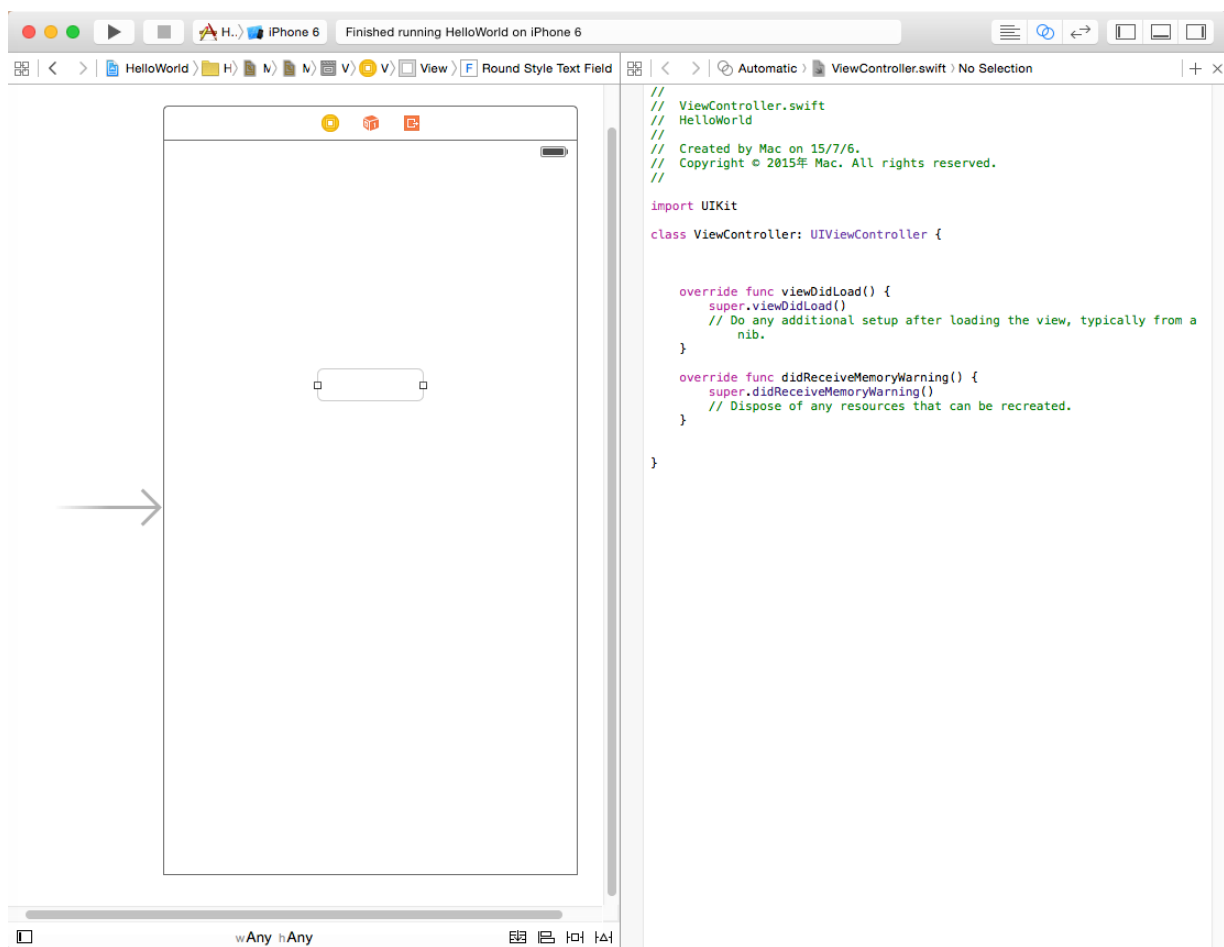 H..〉 iPhone 6 Finished running HelloWorld on iPhone 6
HelloWorld 〉 H〉 M〉 M〉 V〉 V〉 View 〉 F Round Style Text Field
Automatic 〉 ViewController.swift 〉 No Selection
//
//  ViewController.swift
//  HelloWorld
//
//  Created by Mac on 15/7/6.
//  Copyright © 2015年 Mac. All rights reserved.
//
import UIKit
class ViewController: UIViewController {
override func viewDidLoad() {
super.viewDidLoad()
// Do any additional setup after loading the view, typically from a
nib.
}
override func didReceiveMemoryWarning() {
super.didReceiveMemoryWarning()
// Dispose of any resources that can be recreated.
}
}
wAny hAny